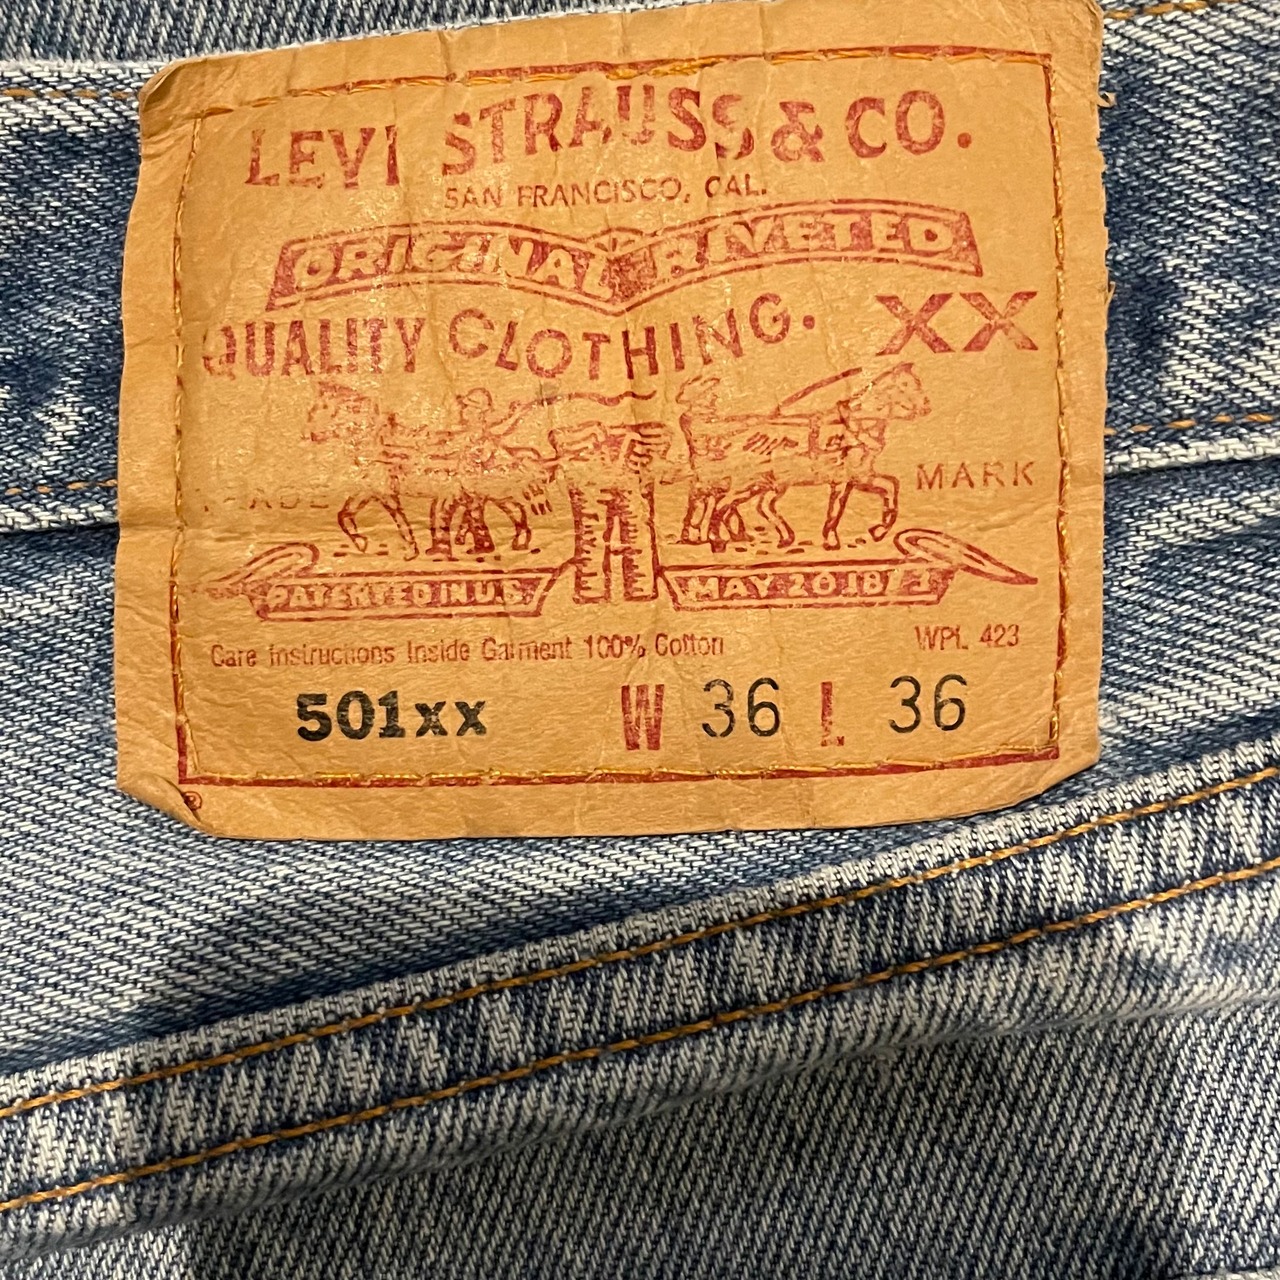 LEVI STRAUSS & CO.
SAN FRANCISCO, CAL.
ORIGINAL RIVETED
QUALITY CLOTHING. XX
MARK
PATENTED IN U.S. MAY 20 1873
Care Instructions Inside Garment 100% Cotton WPL 423
501xx W 36 L 36
®